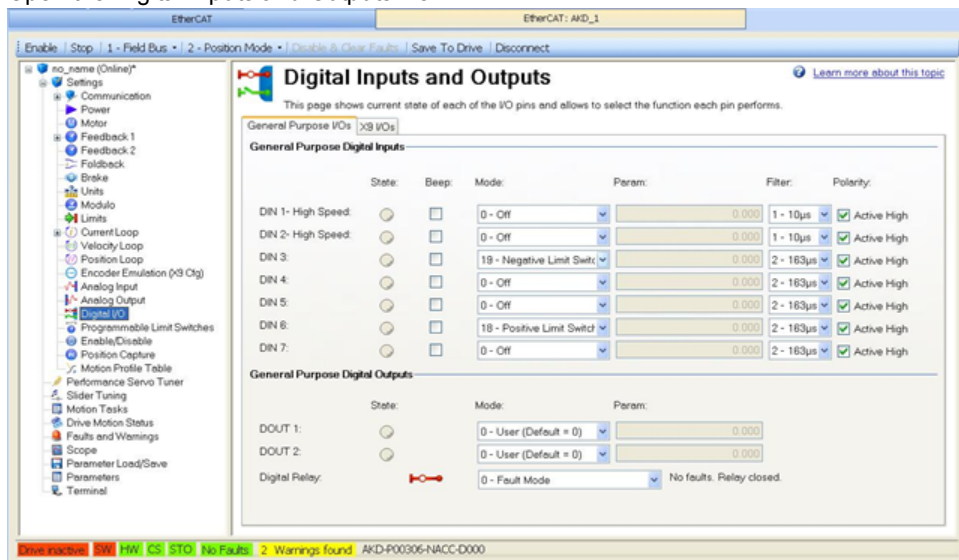 EtherCAT
EtherCAT: AKD_1
Enable Stop 1 - Field Bus 2 - Position Mode Disable & Clear Faults Save To Drive Disconnect
no_name (Online)*
Settings
Communication
Power
Motor
Feedback 1
Feedback 2
Foldback
Brake
Units
Modulo
Limits
Current Loop
Velocity Loop
Position Loop
Encoder Emulation (X9 Cfg)
Analog Input
Analog Output
Digital I/O
Programmable Limit Switches
Enable/Disable
Position Capture
Motion Profile Table
Performance Servo Tuner
Slider Tuning
Motion Tasks
Drive Motion Status
Faults and Warnings
Scope
Parameter Load/Save
Parameters
Terminal
Digital Inputs and Outputs
Learn more about this topic
This page shows current state of each of the I/O pins and allows to select the function each pin performs.
General Purpose I/Os X9 I/Os
General Purpose Digital Inputs
State: Beep: Mode: Param: Filter: Polarity:
DIN 1- High Speed: 0 - Off 0.000 1 - 10µs Active High
DIN 2- High Speed: 0 - Off 0.000 1 - 10µs Active High
DIN 3: 19 - Negative Limit Switc 0.000 2 - 163µs Active High
DIN 4: 0 - Off 0.000 2 - 163µs Active High
DIN 5: 0 - Off 0.000 2 - 163µs Active High
DIN 6: 18 - Positive Limit Switch 0.000 2 - 163µs Active High
DIN 7: 0 - Off 0.000 2 - 163µs Active High
General Purpose Digital Outputs
State: Mode: Param:
DOUT 1: 0 - User (Default = 0) 0.000
DOUT 2: 0 - User (Default = 0) 0.000
Digital Relay: 0 - Fault Mode No faults. Relay closed.
Drive inactive SW HW CS STO No Faults 2 Warnings found AKD-P00306-NACC-D000